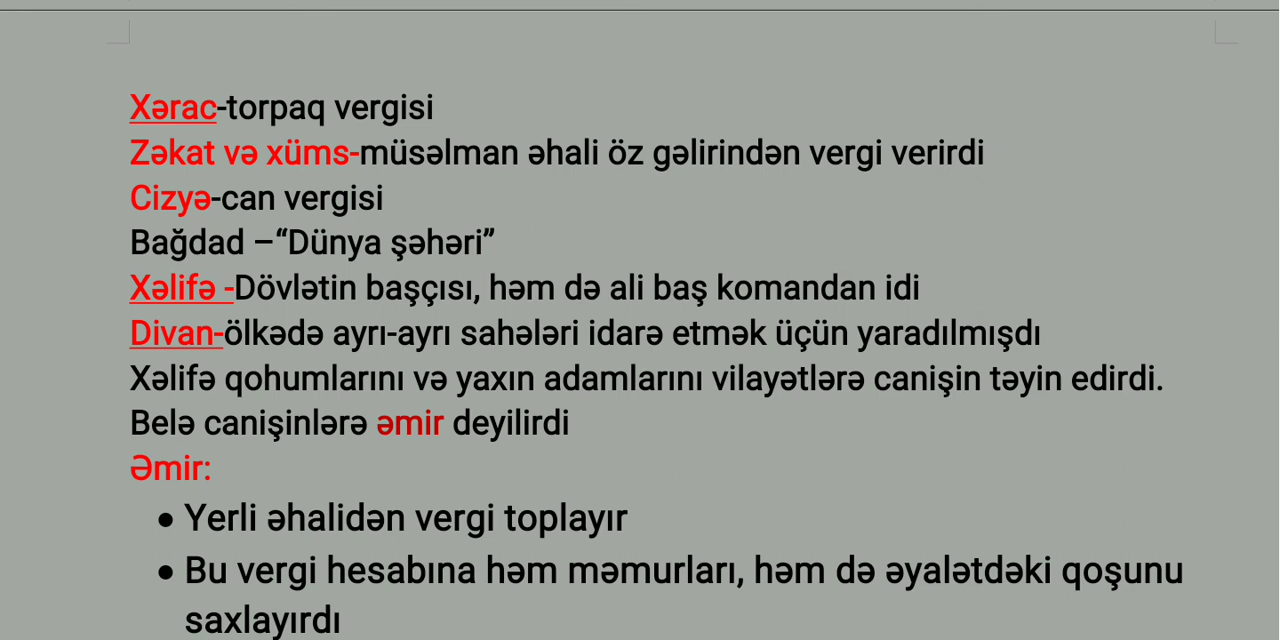 Xərac-torpaq vergisi
Zəkat və xüms-müsəlman əhali öz gəlirindən vergi verirdi
Cizyə-can vergisi
Bağdad –“Dünya şəhəri”
Xəlifə -Dövlətin başçısı, həm də ali baş komandan idi
Divan-ölkədə ayrı-ayrı sahələri idarə etmək üçün yaradılmışdı
Xəlifə qohumlarını və yaxın adamlarını vilayətlərə canişin təyin edirdi.
Belə canişinlərə əmir deyilirdi
Əmir:
• Yerli əhalidən vergi toplayır
• Bu vergi hesabına həm məmurları, həm də əyalətdəki qoşunu
saxlayırdı